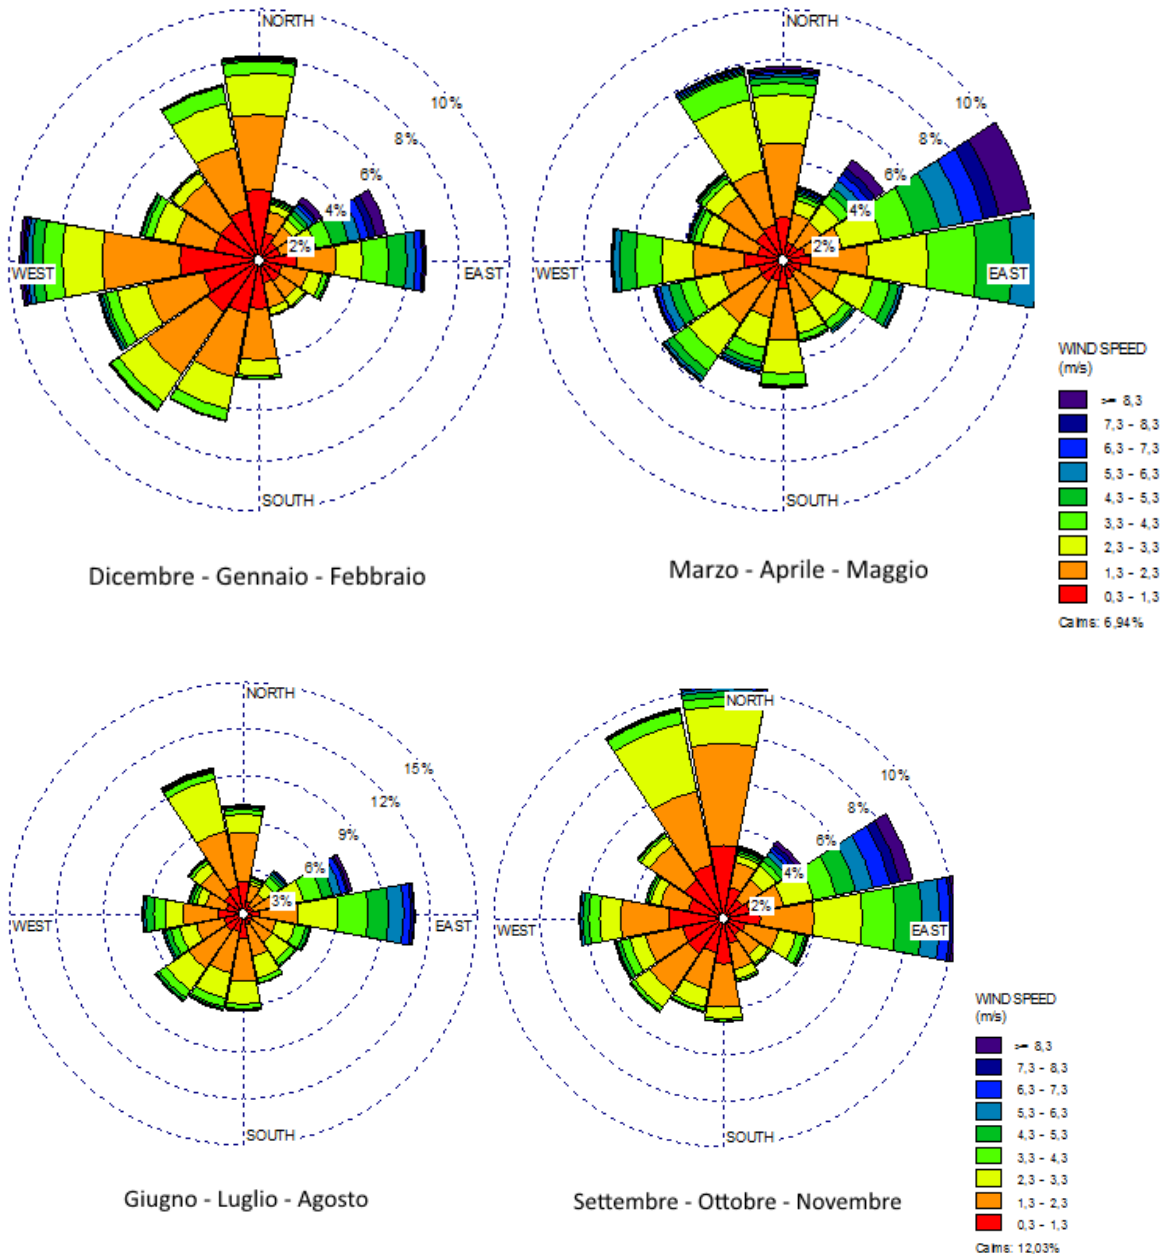 NORTH
10%
8%
6%
4%
2%
WEST
EAST
SOUTH
Dicembre - Gennaio - Febbraio
NORTH
10%
8%
6%
4%
2%
WEST
EAST
SOUTH
Marzo - Aprile - Maggio
WIND SPEED
(m/s)
>= 8,3
7,3 - 8,3
6,3 - 7,3
5,3 - 6,3
4,3 - 5,3
3,3 - 4,3
2,3 - 3,3
1,3 - 2,3
0,3 - 1,3
Calms: 6,94%
NORTH
15%
12%
9%
6%
3%
WEST
EAST
SOUTH
Giugno - Luglio - Agosto
NORTH
10%
8%
6%
4%
2%
WEST
EAST
SOUTH
Settembre - Ottobre - Novembre
WIND SPEED
(m/s)
>= 8,3
7,3 - 8,3
6,3 - 7,3
5,3 - 6,3
4,3 - 5,3
3,3 - 4,3
2,3 - 3,3
1,3 - 2,3
0,3 - 1,3
Calms: 12,03%